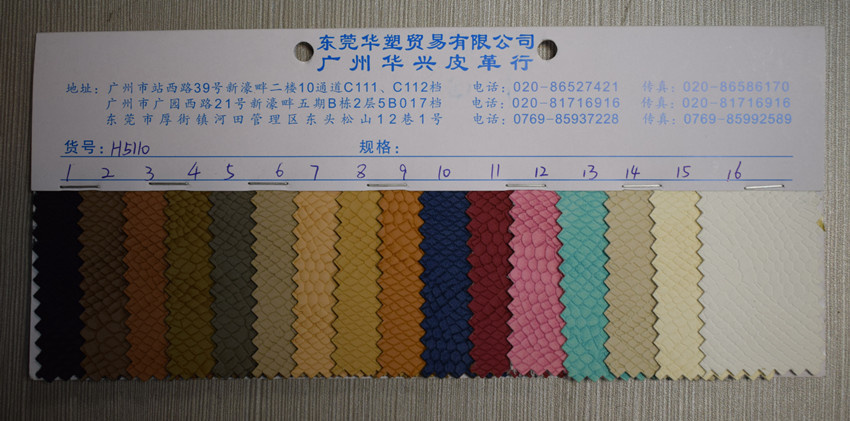 东莞华塑贸易有限公司
广州华兴皮革行
地址：广州市站西路39号新濠畔二楼10通道C111、C112档 电话：020-86527421 传真：020-86586170
广州市广园西路21号新濠畔五期B栋2层5B017档 电话：020-81716916 传真：020-81716916
东莞市厚街镇河田管理区东头松山12巷1号 电话：0769-85937228 传真：0769-85992589
货号：H5110 规格：
1 2 3 4 5 6 7 8 9 10 11 12 13 14 15 16